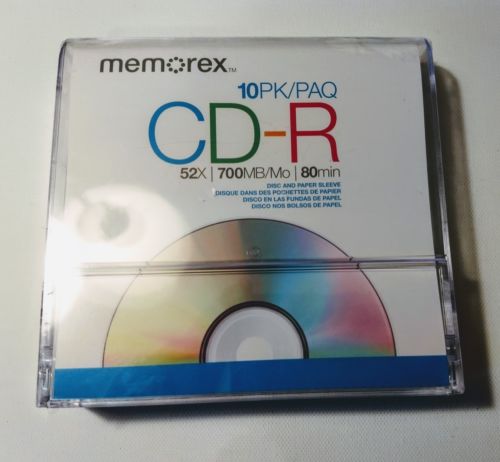 memorex™
10PK/PAQ
CD-R
52X | 700MB/Mo | 80min
DISC AND PAPER SLEEVE
DISQUE DANS DES POCHETTES DE PAPIER
DISCO EN LAS FUNDAS DE PAPEL
DISCO NOS BOLSOS DE PAPEL